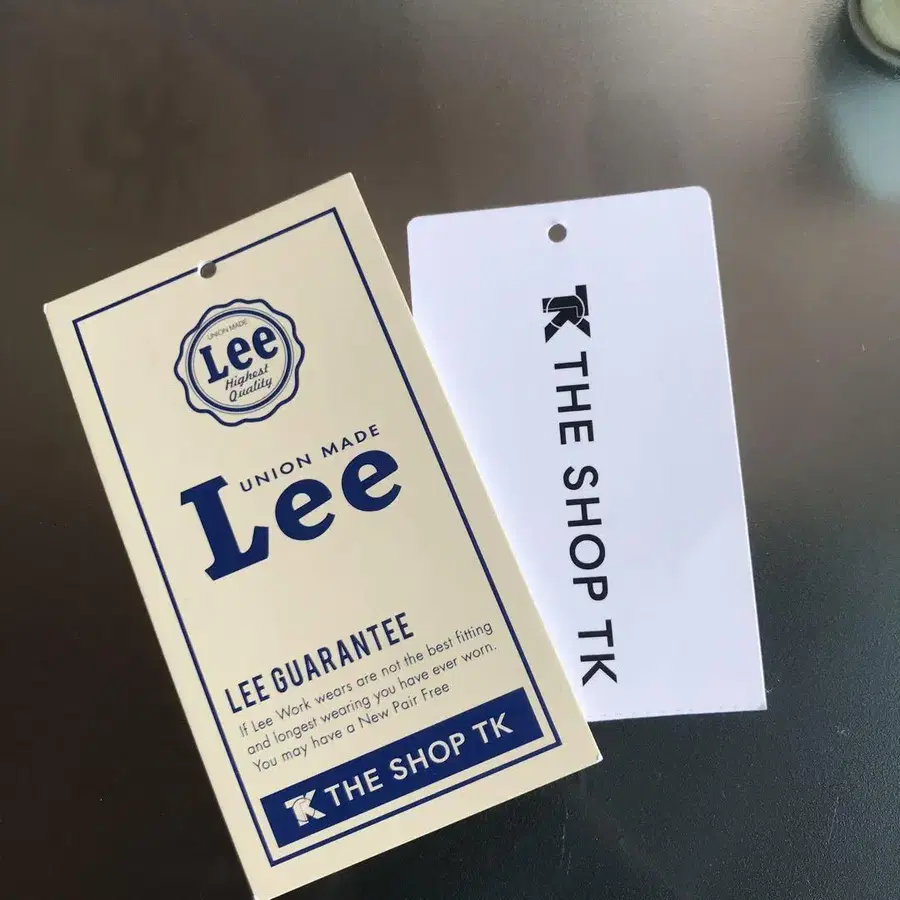 UNION MADE
Lee
Highest
Quality
UNION MADE
Lee
LEE GUARANTEE
If Lee Work wears are not the best fitting
and longest wearing you have ever worn.
You may have a New Pair Free
TK THE SHOP TK
TK THE SHOP TK